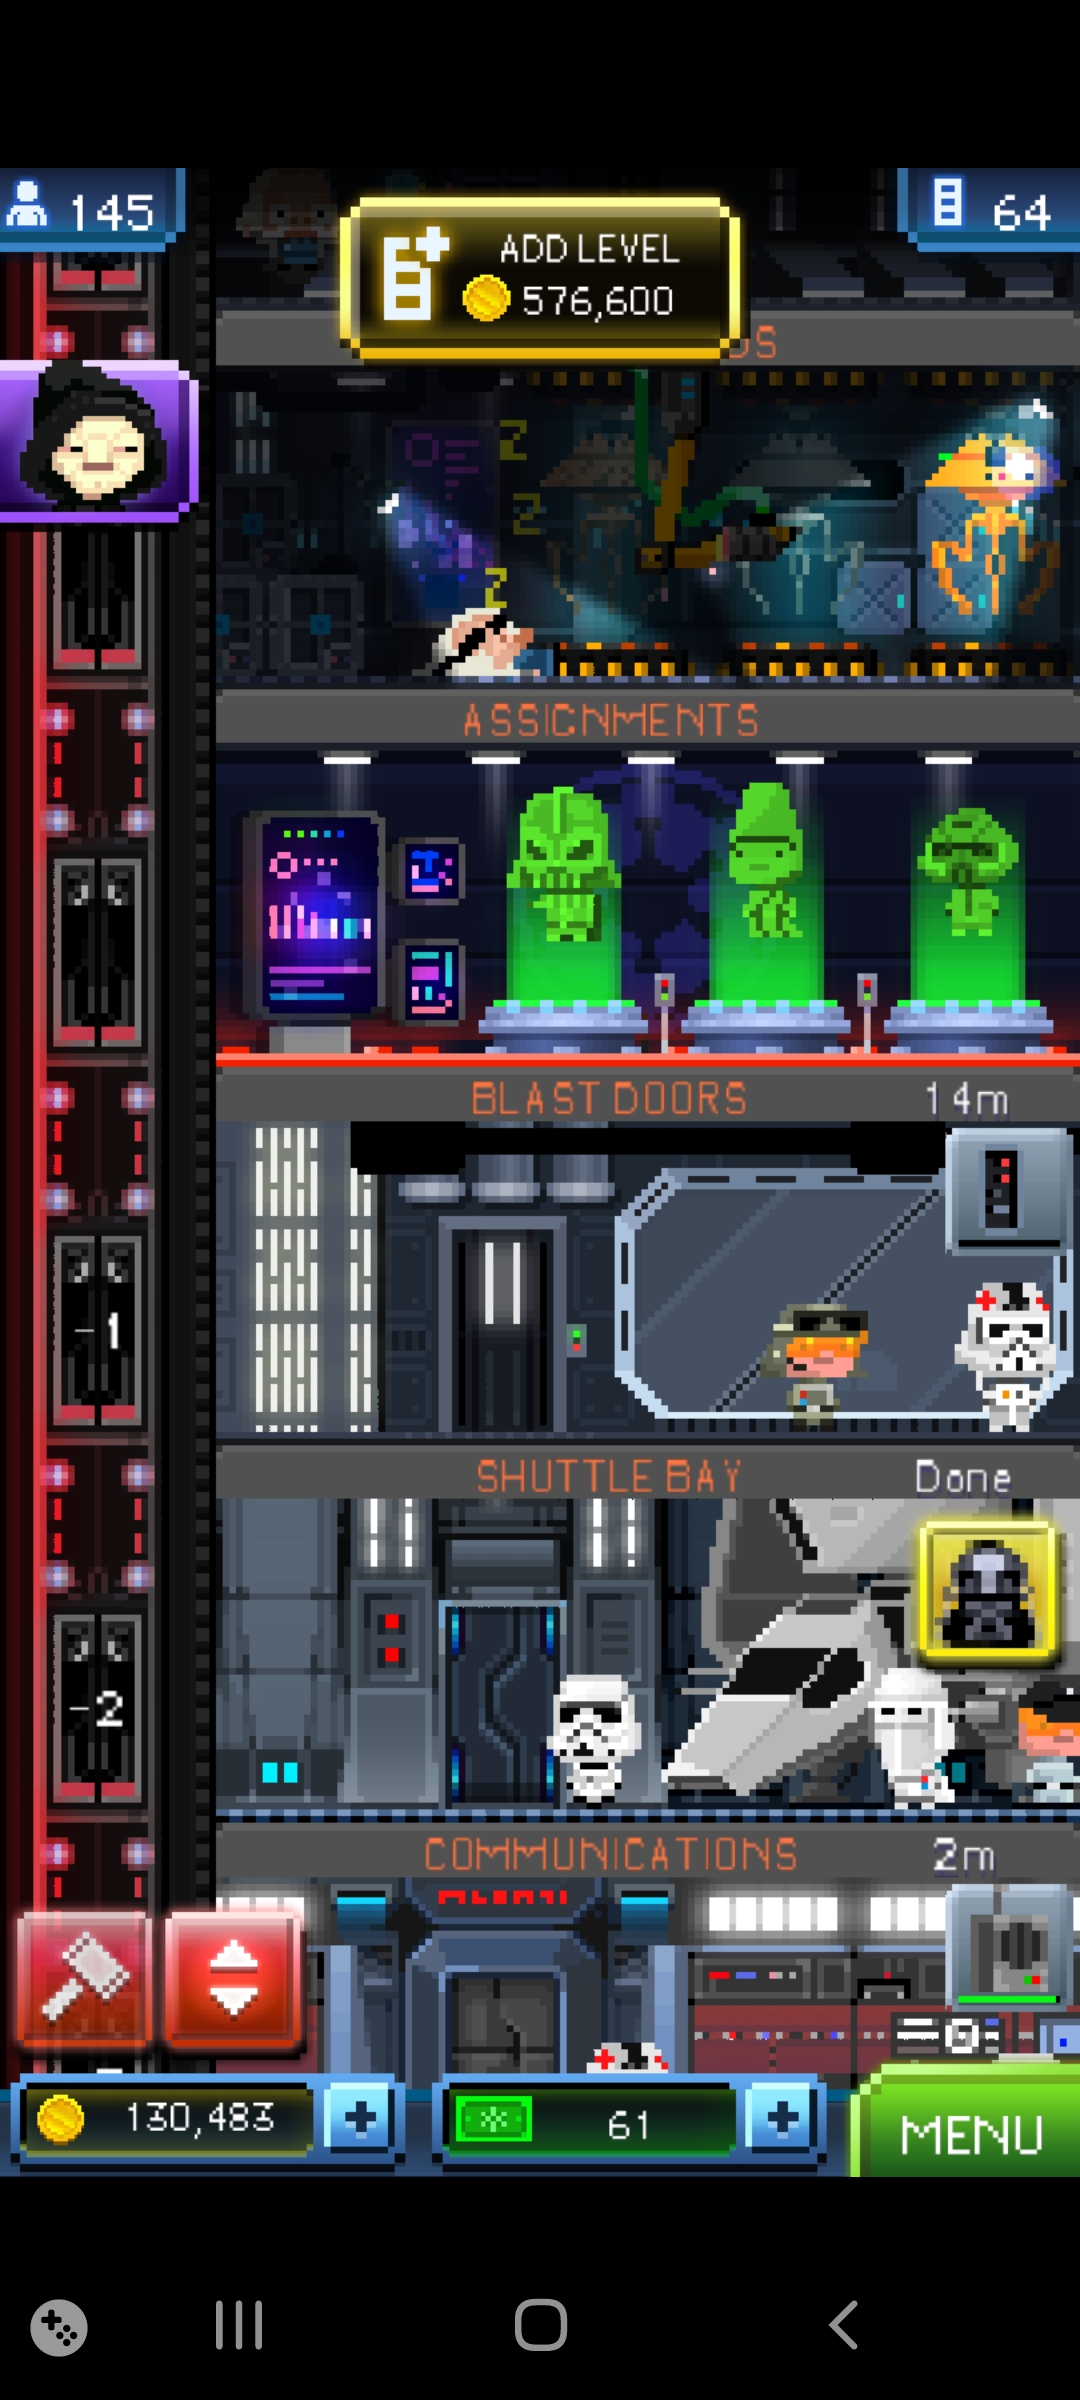 145
ADD LEVEL
576,600
64
Z
Z
Z
ASSIGNMENTS
BLAST DOORS 14m
-1
SHUTTLE BAY Done
-2
COMMUNICATIONS 2m
130,483
61
MENU